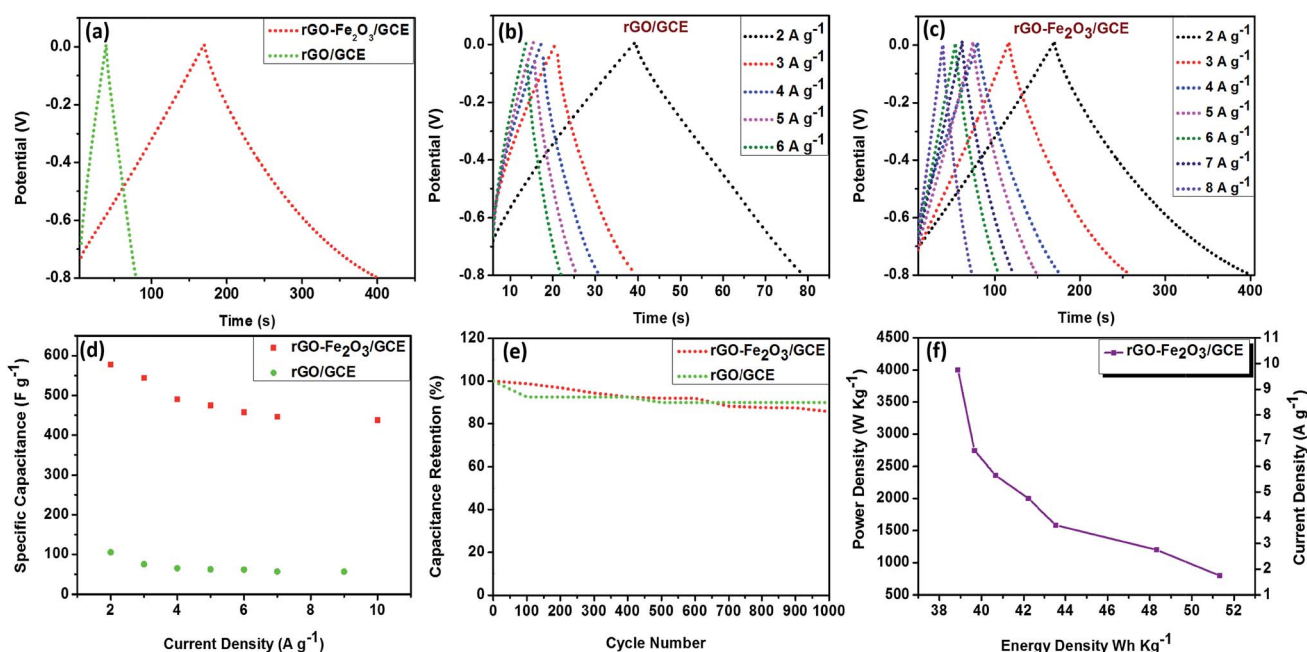 (a)
rGO-Fe₂O₃/GCE
rGO/GCE
0.0
-0.2
-0.4
-0.6
-0.8
100 200 300 400
Potential (V)
Time (s)
(b)
rGO/GCE
2 A g⁻¹
3 A g⁻¹
4 A g⁻¹
5 A g⁻¹
6 A g⁻¹
0.0
-0.2
-0.4
-0.6
-0.8
10 20 30 40 50 60 70 80
Potential (V)
Time (s)
(c)
rGO-Fe₂O₃/GCE
2 A g⁻¹
3 A g⁻¹
4 A g⁻¹
5 A g⁻¹
6 A g⁻¹
7 A g⁻¹
8 A g⁻¹
0.0
-0.2
-0.4
-0.6
-0.8
100 200 300 400
Potential (V)
Time (s)
(d)
rGO-Fe₂O₃/GCE
rGO/GCE
600
550
500
450
400
300
200
100
0
2 4 6 8 10
Specific Capacitance (F g⁻¹)
Current Density (A g⁻¹)
(e)
rGO-Fe₂O₃/GCE
rGO/GCE
120
100
80
60
40
20
0
0 100 200 300 400 500 600 700 800 900 1000
Capacitance Retention (%)
Cycle Number
(f)
rGO-Fe₂O₃/GCE
4500
4000
3500
3000
2500
2000
1500
1000
500
38 40 42 44 46 48 50 52
11
10
9
8
7
6
5
4
3
2
1
Power Density (W Kg⁻¹)
Current Density (A g⁻¹)
Energy Density Wh Kg⁻¹